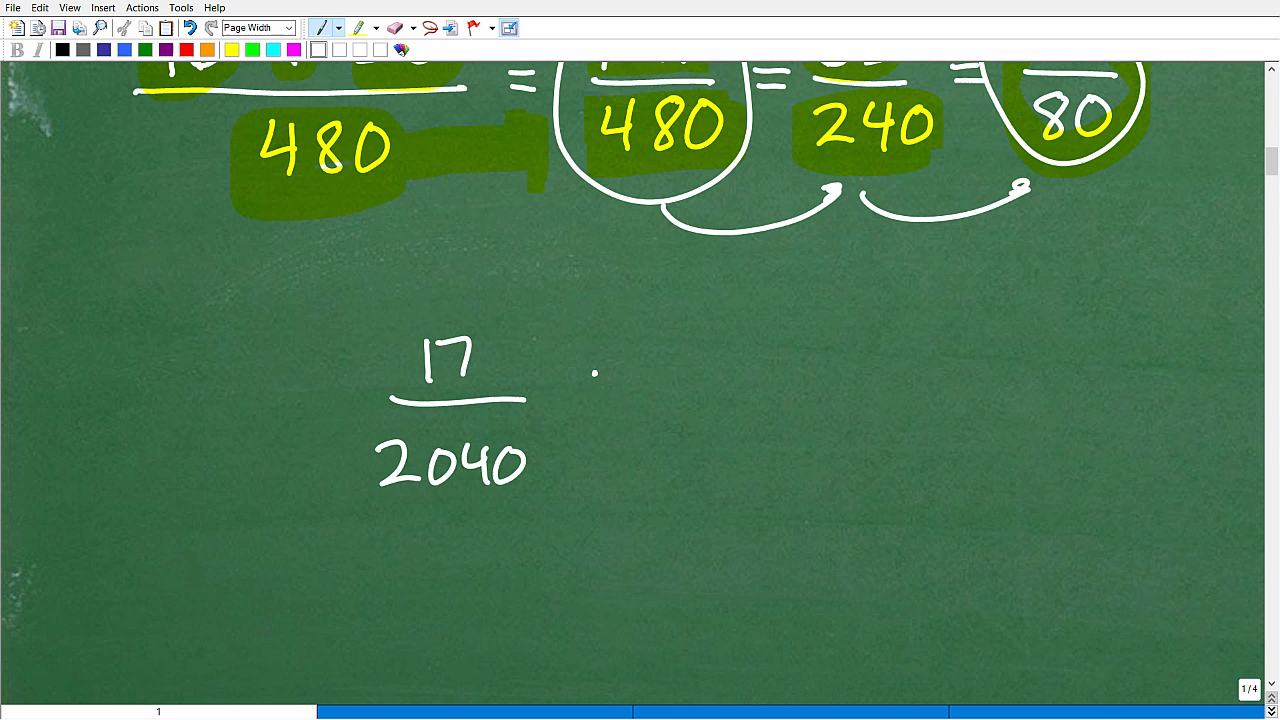 File Edit View Insert Actions Tools Help
Page Width
B I
= = =
480 480 240 80
17
2040
1/4
1